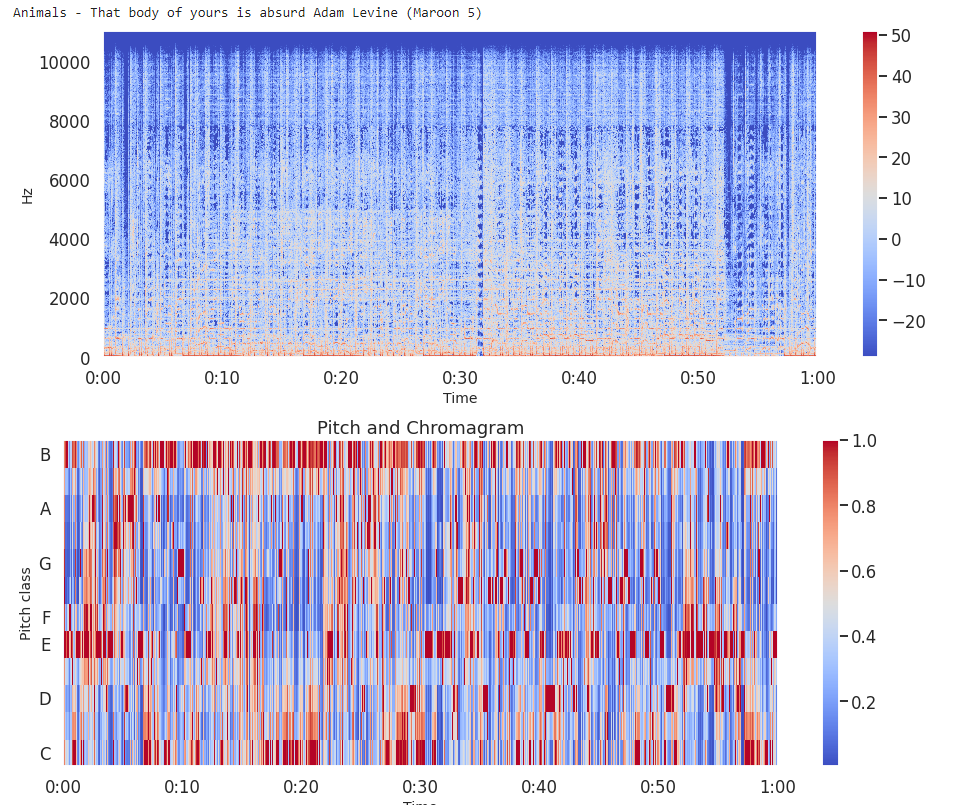 Animals - That body of yours is absurd Adam Levine (Maroon 5)
Hz
10000
8000
6000
4000
2000
0
0:00 0:10 0:20 0:30 0:40 0:50 1:00
Time
50
40
30
20
10
0
−10
−20
Pitch and Chromagram
Pitch class
B
A
G
F
E
D
C
0:00 0:10 0:20 0:30 0:40 0:50 1:00
Time
1.0
0.8
0.6
0.4
0.2